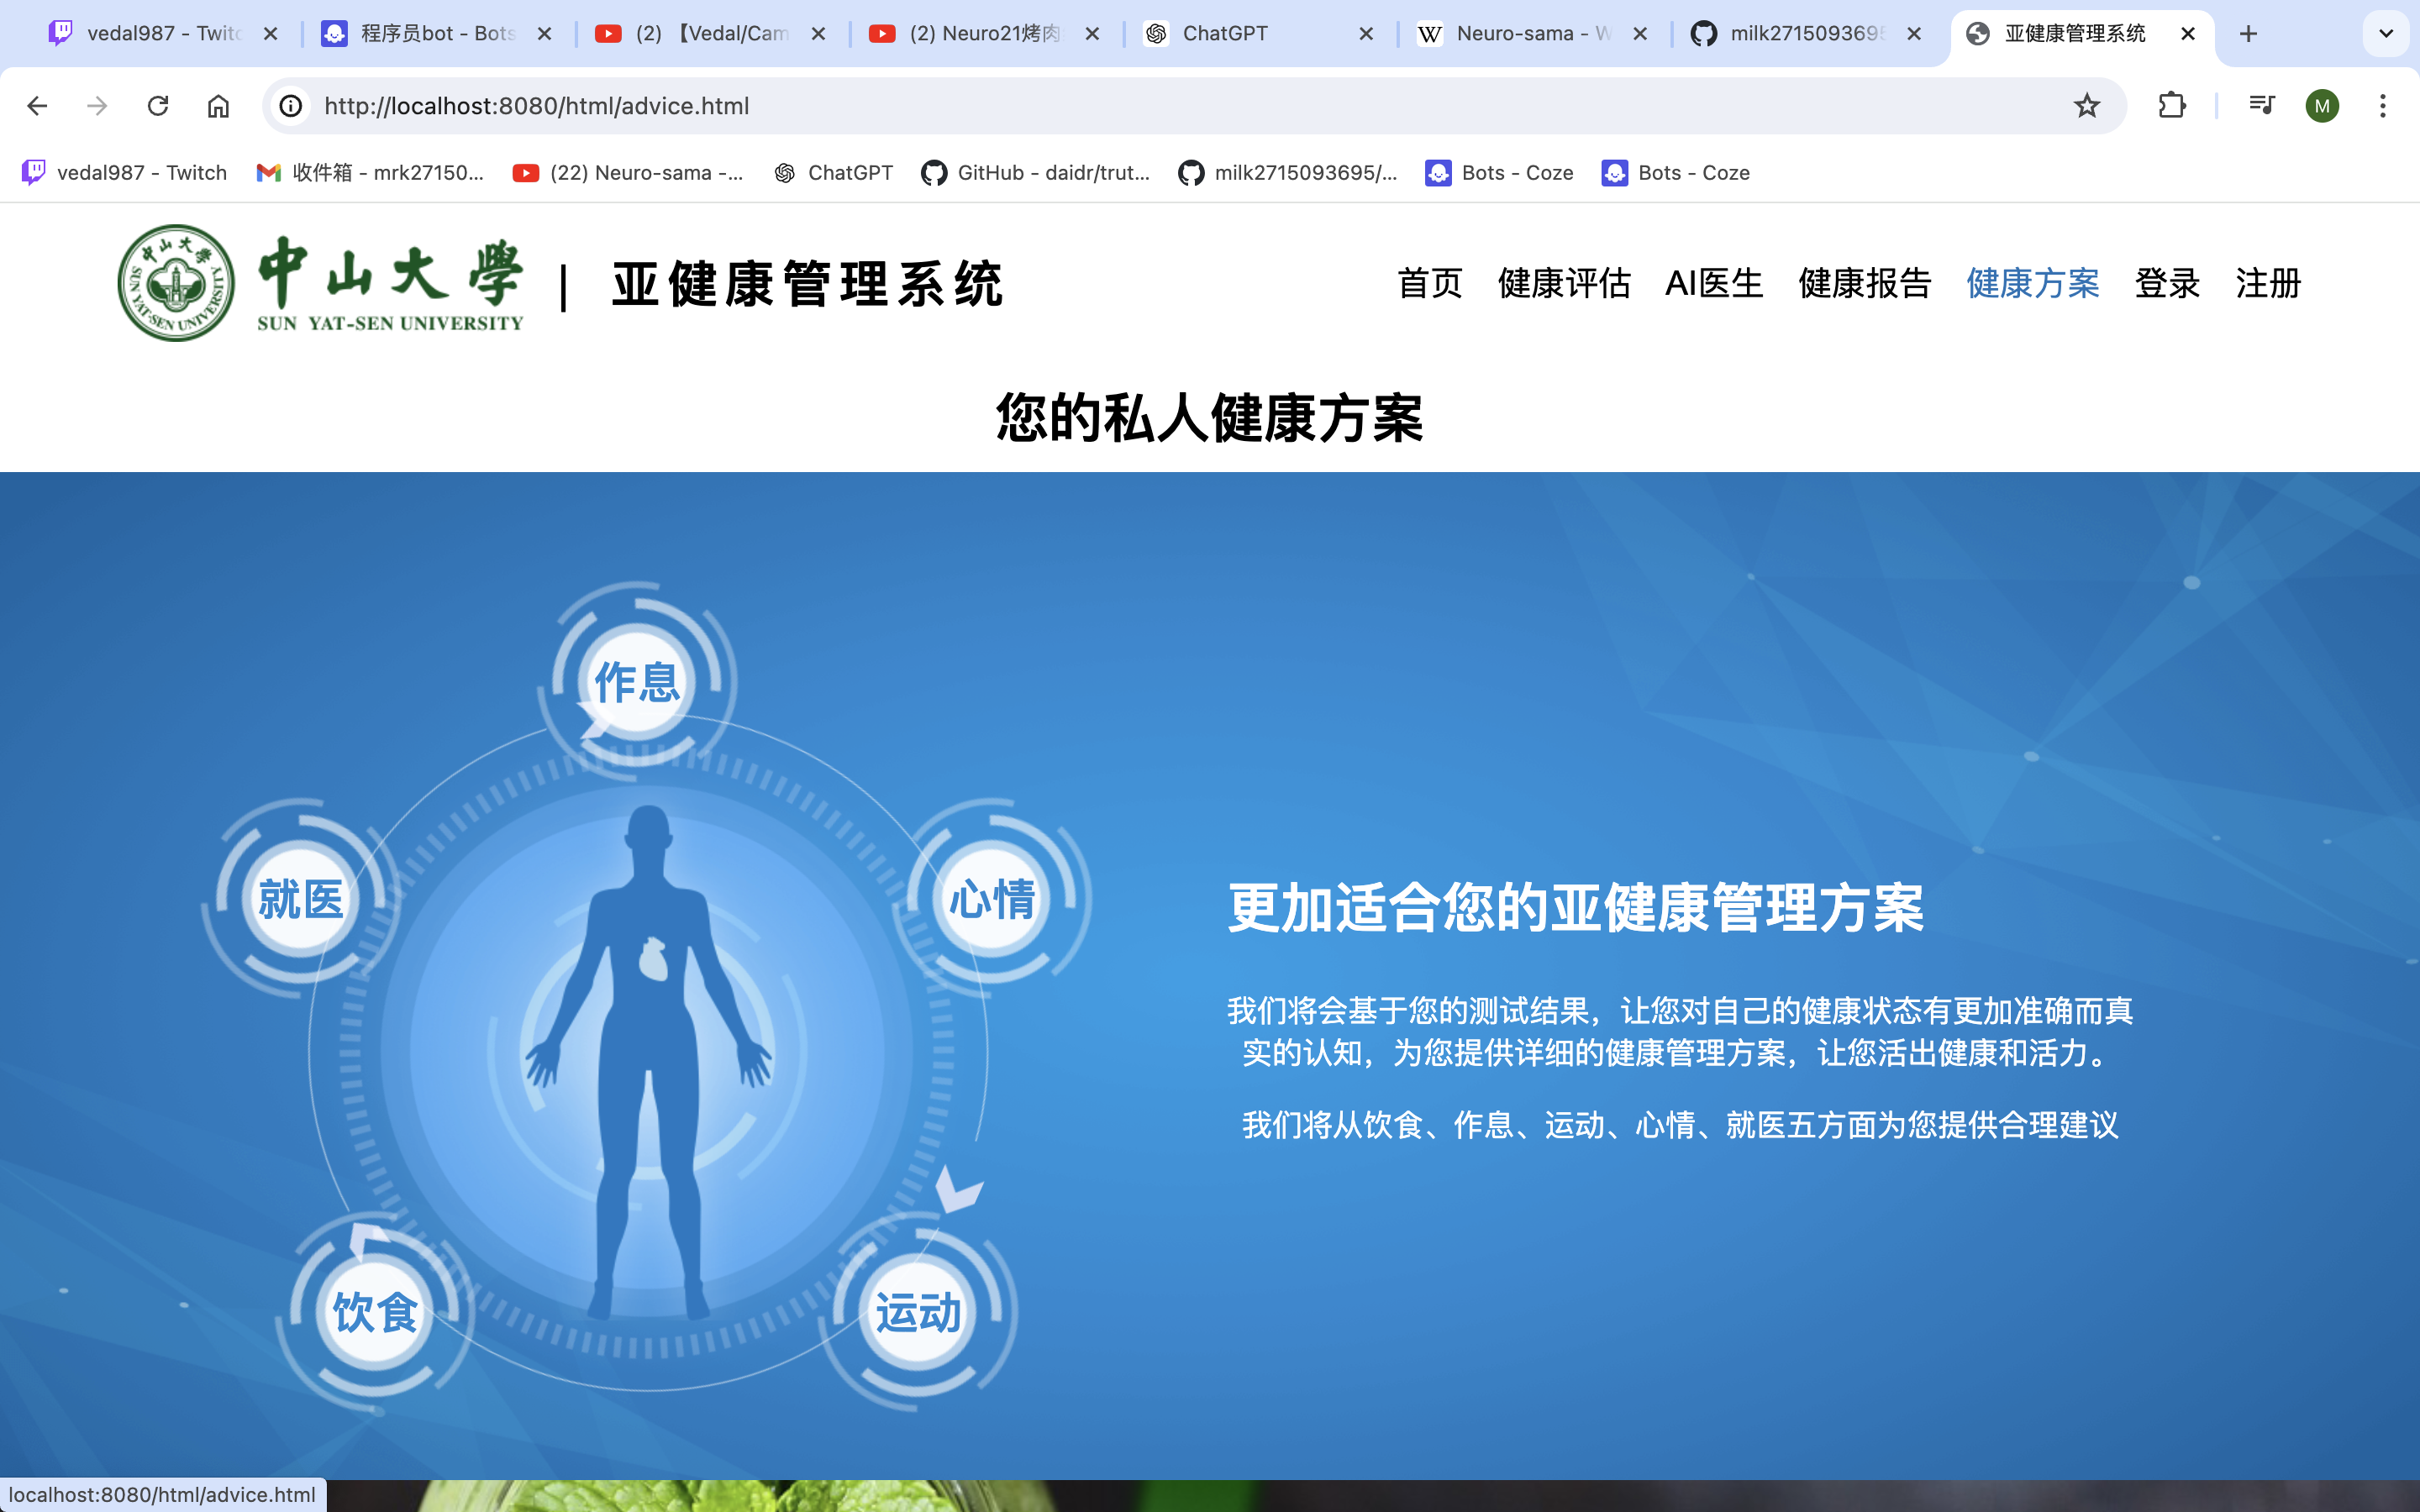 vedal987 - Twitc
程序员bot - Bots
(2) 【Vedal/Cam
(2) Neuro21烤肉
ChatGPT
Neuro-sama - W
milk2715093695
亚健康管理系统
http://localhost:8080/html/advice.html
M
vedal987 - Twitch
收件箱 - mrk27150...
(22) Neuro-sama -...
ChatGPT
GitHub - daidr/trut...
milk2715093695/...
Bots - Coze
Bots - Coze
中山大學
SUN YAT-SEN UNIVERSITY
中山大學
SUN YAT-SEN UNIVERSITY
| 亚健康管理系统
首页 健康评估 AI医生 健康报告 健康方案 登录 注册
您的私人健康方案
作息
就医
心情
饮食
运动
更加适合您的亚健康管理方案
我们将会基于您的测试结果，让您对自己的健康状态有更加准确而真
实的认知，为您提供详细的健康管理方案，让您活出健康和活力。
我们将从饮食、作息、运动、心情、就医五方面为您提供合理建议
localhost:8080/html/advice.html